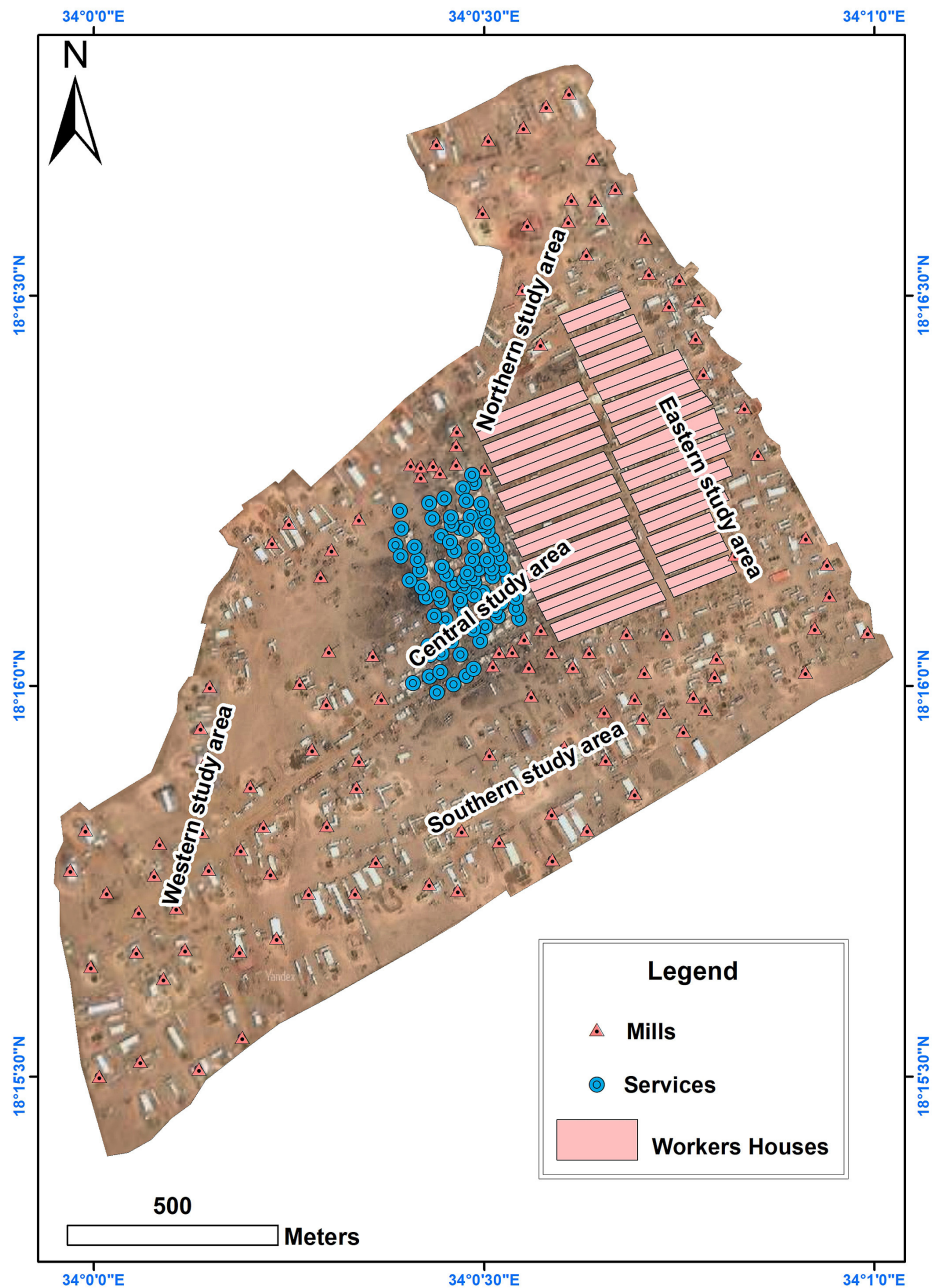 34°0'0"E
34°0'30"E
34°1'0"E
N
18°16'30"N
18°16'30"N
Northern study area
Eastern study area
Central study area
18°16'0"N
18°16'0"N
Western study area
Southern study area
Yandex
Legend
Mills
Services
Workers Houses
18°15'30"N
18°15'30"N
500
Meters
34°0'0"E
34°0'30"E
34°1'0"E